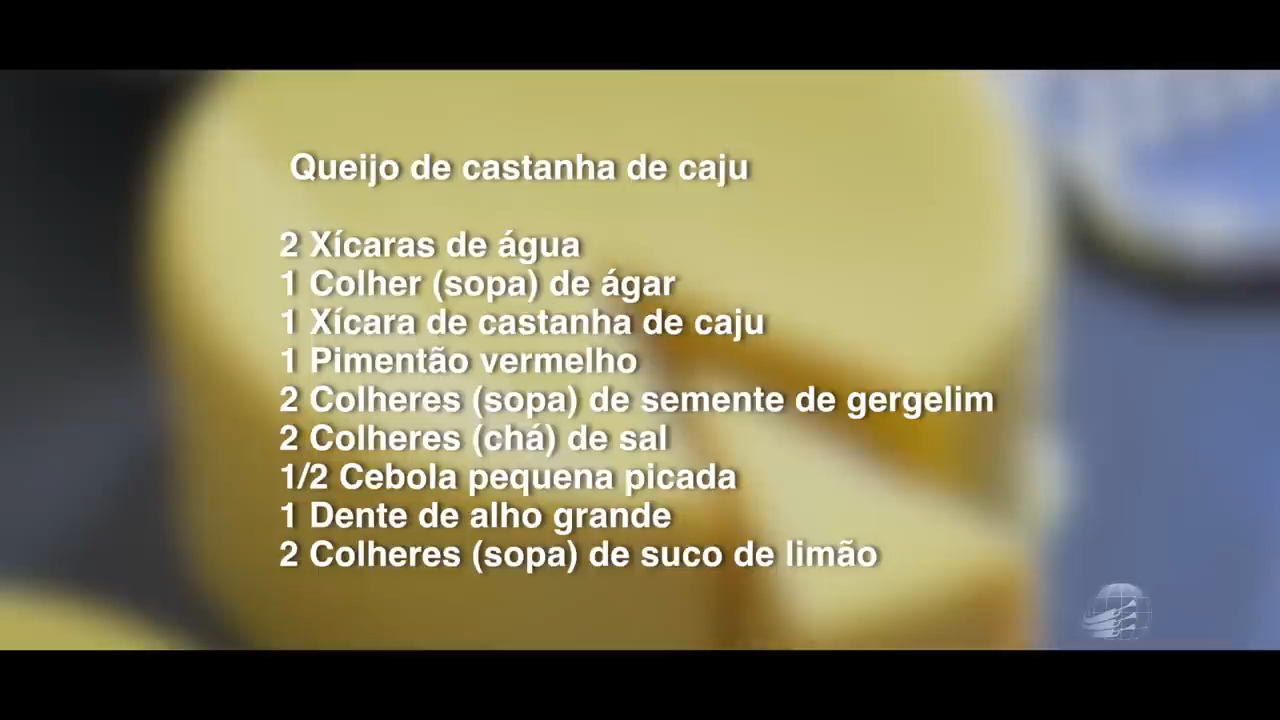 Queijo de castanha de caju
2 Xícaras de água
1 Colher (sopa) de ágar
1 Xícara de castanha de caju
1 Pimentão vermelho
2 Colheres (sopa) de semente de gergelim
2 Colheres (chá) de sal
1/2 Cebola pequena picada
1 Dente de alho grande
2 Colheres (sopa) de suco de limão